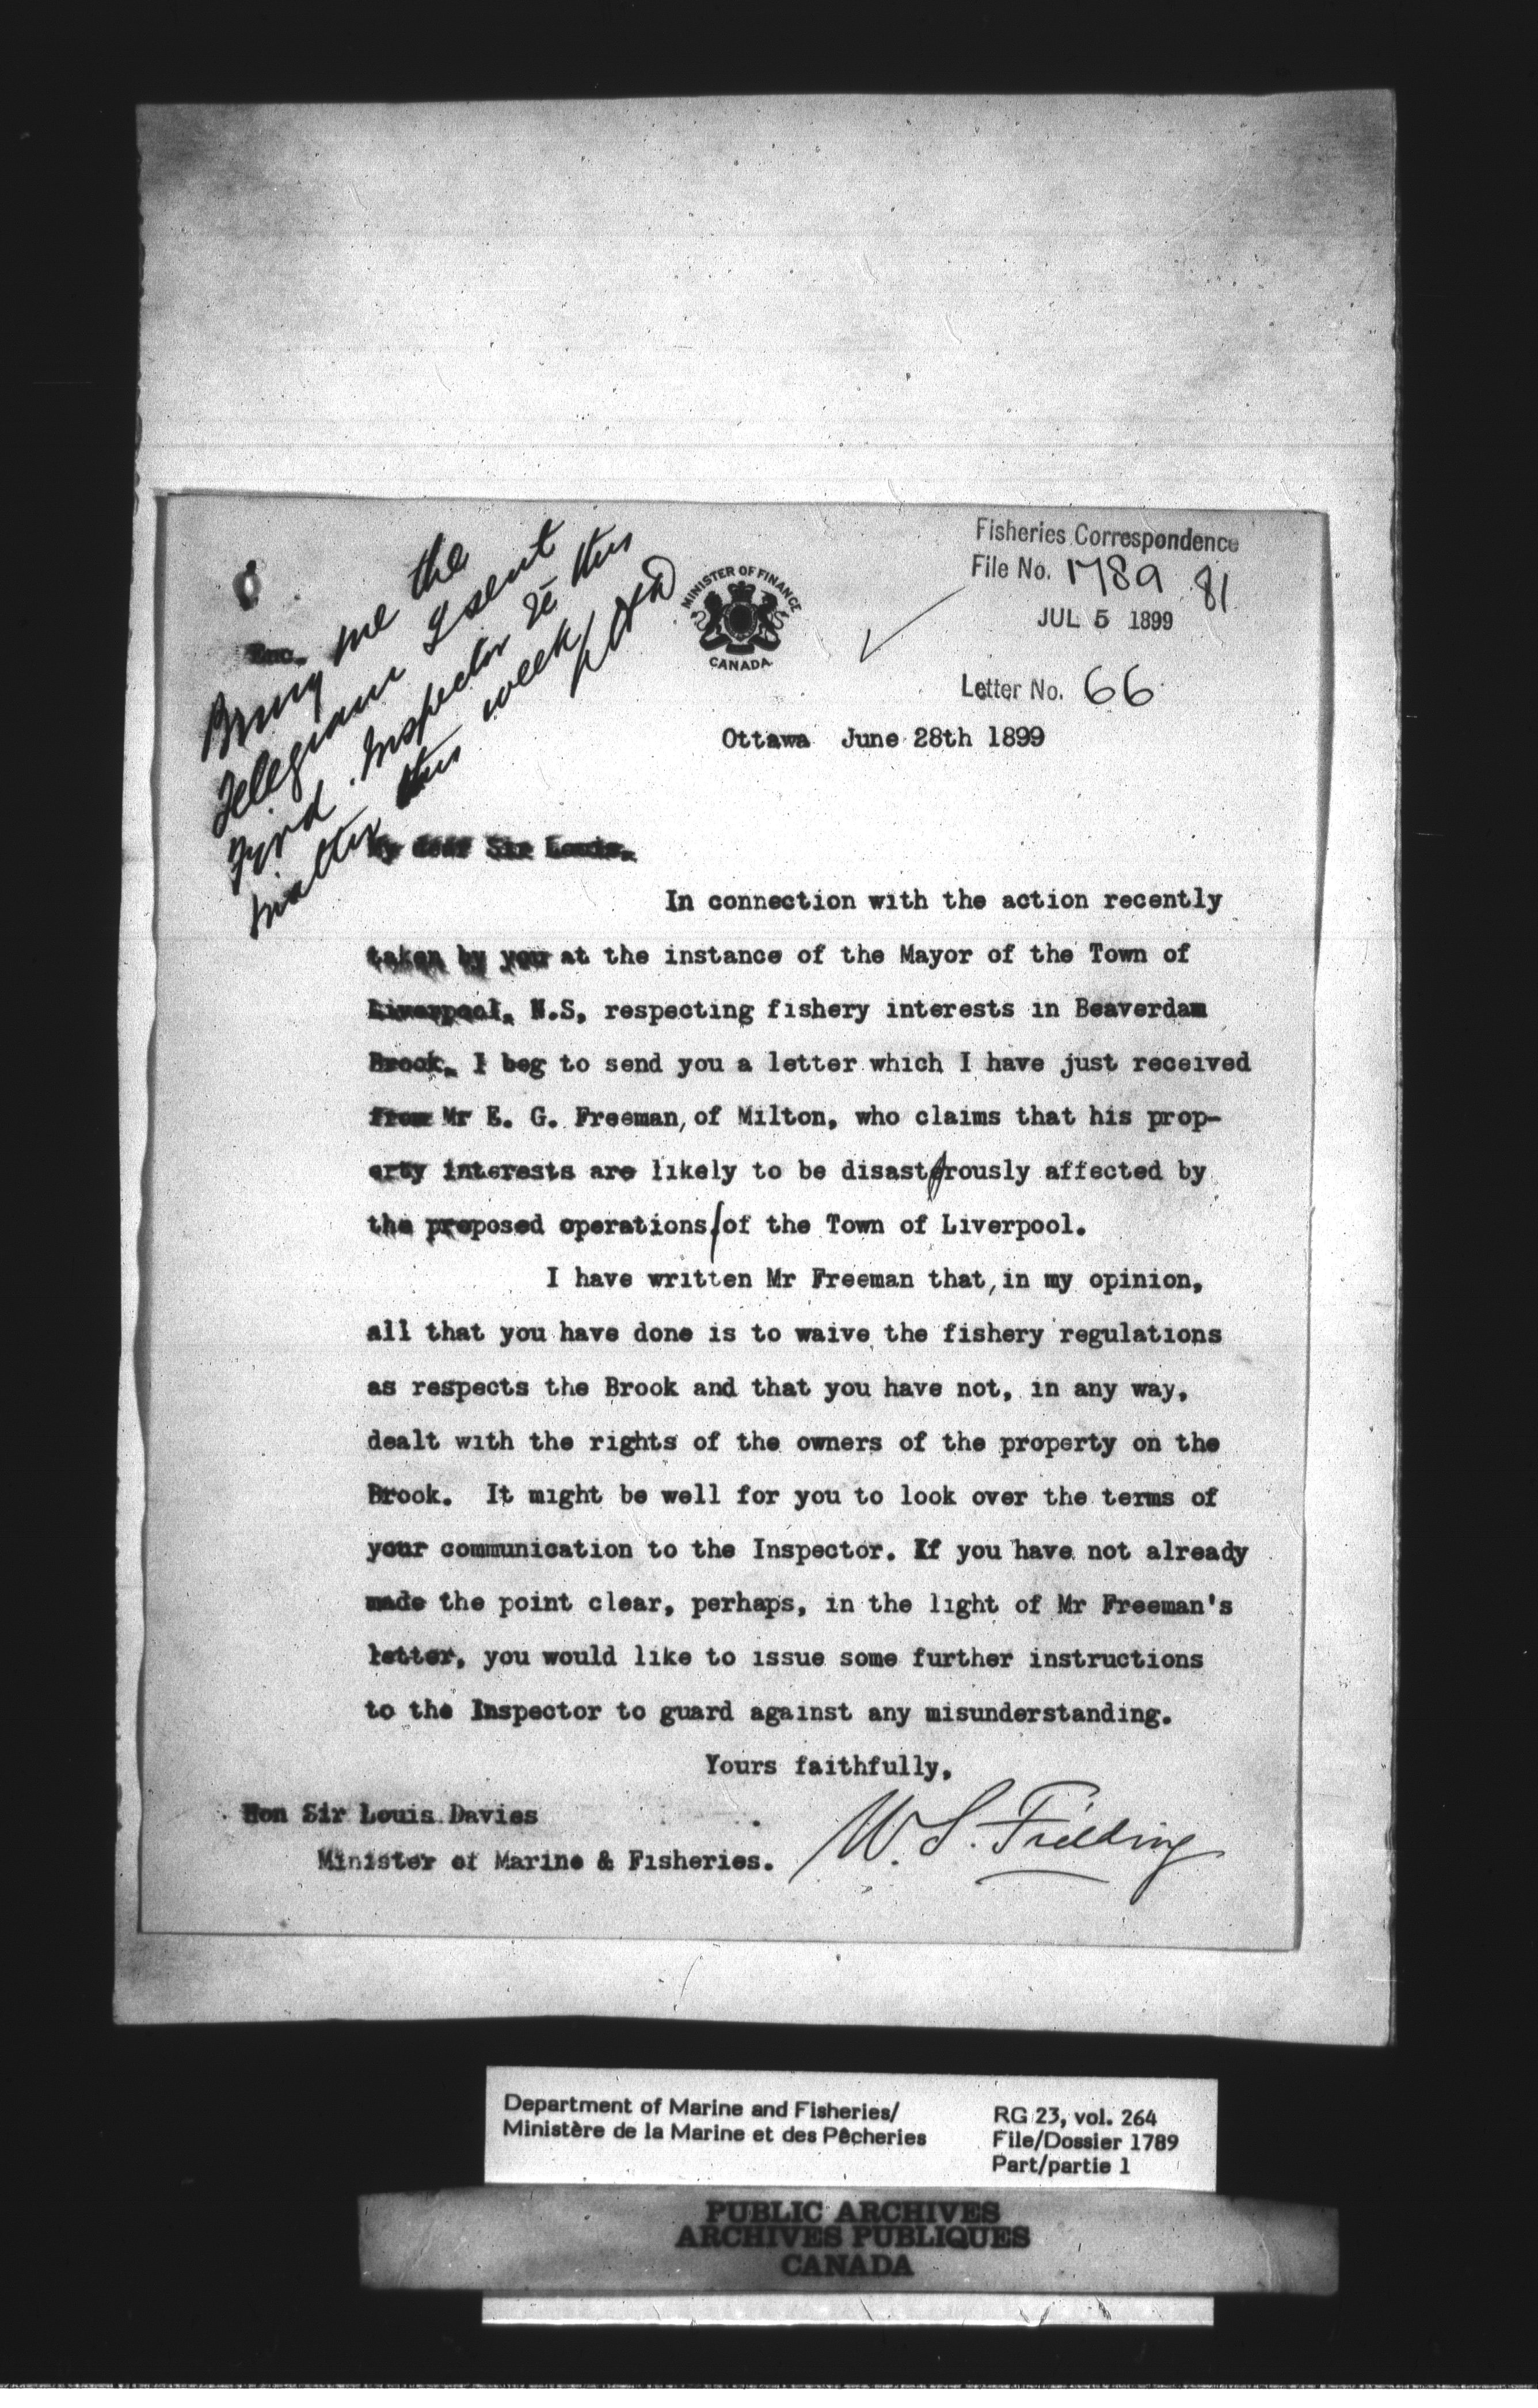 Fisheries Correspondence
File No. 1789 81
JUL 5 1899
Letter No. 66
MINISTER OF FINANCE
CANADA
Enc.
Bring me the
Telegram I sent
Fynd. Inspector re this
matter this week
Ottawa June 28th 1899
My dear Sir Louis,
In connection with the action recently
taken by you at the instance of the Mayor of the Town of
Liverpool, N.S, respecting fishery interests in Beaverdam
Brook, I beg to send you a letter which I have just received
from Mr E. G. Freeman, of Milton, who claims that his prop-
erty interests are likely to be disasterously affected by
the proposed operations of the Town of Liverpool.
I have written Mr Freeman that, in my opinion,
all that you have done is to waive the fishery regulations
as respects the Brook and that you have not, in any way,
dealt with the rights of the owners of the property on the
Brook. It might be well for you to look over the terms of
your communication to the Inspector. If you have not already
made the point clear, perhaps, in the light of Mr Freeman's
letter, you would like to issue some further instructions
to the Inspector to guard against any misunderstanding.
Yours faithfully,
W. S. Fielding
Hon Sir Louis Davies
Minister of Marine & Fisheries.
Department of Marine and Fisheries/
Ministère de la Marine et des Pêcheries
RG 23, vol. 264
File/Dossier 1789
Part/partie 1
PUBLIC ARCHIVES
ARCHIVES PUBLIQUES
CANADA